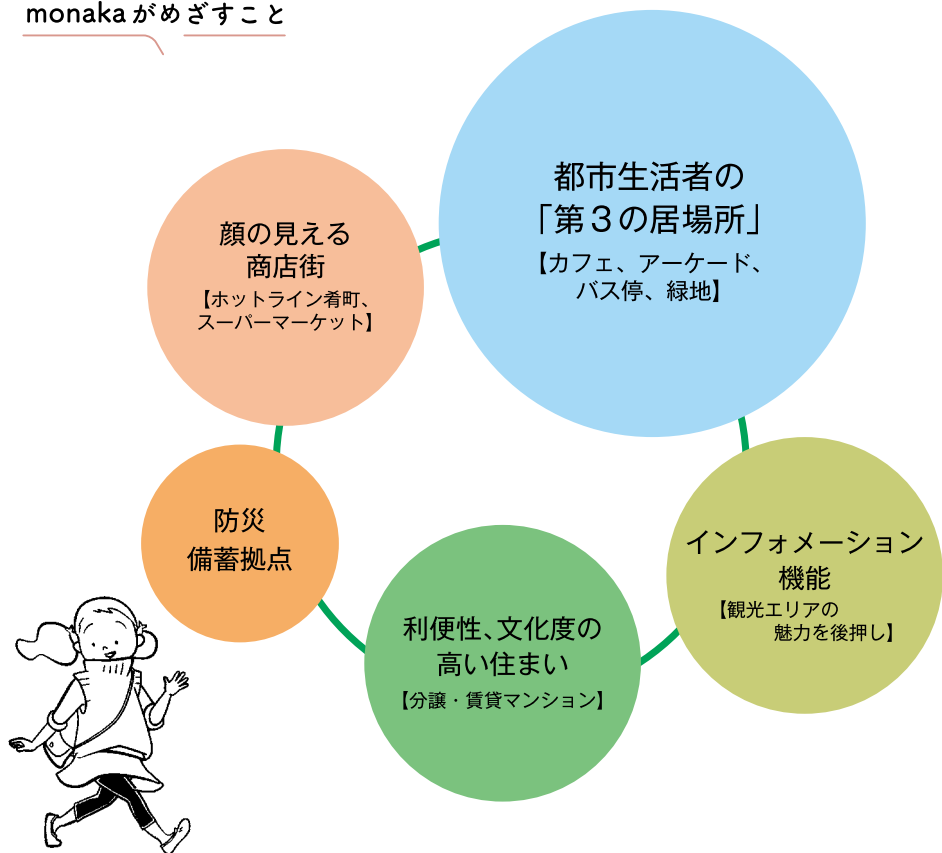 monakaがめざすこと
都市生活者の
「第３の居場所」
【カフェ、アーケード、
バス停、緑地】
顔の見える
商店街
【ホットライン肴町、
スーパーマーケット】
防災
備蓄拠点
利便性、文化度の
高い住まい
【分譲・賃貸マンション】
インフォメーション
機能
【観光エリアの
魅力を後押し】